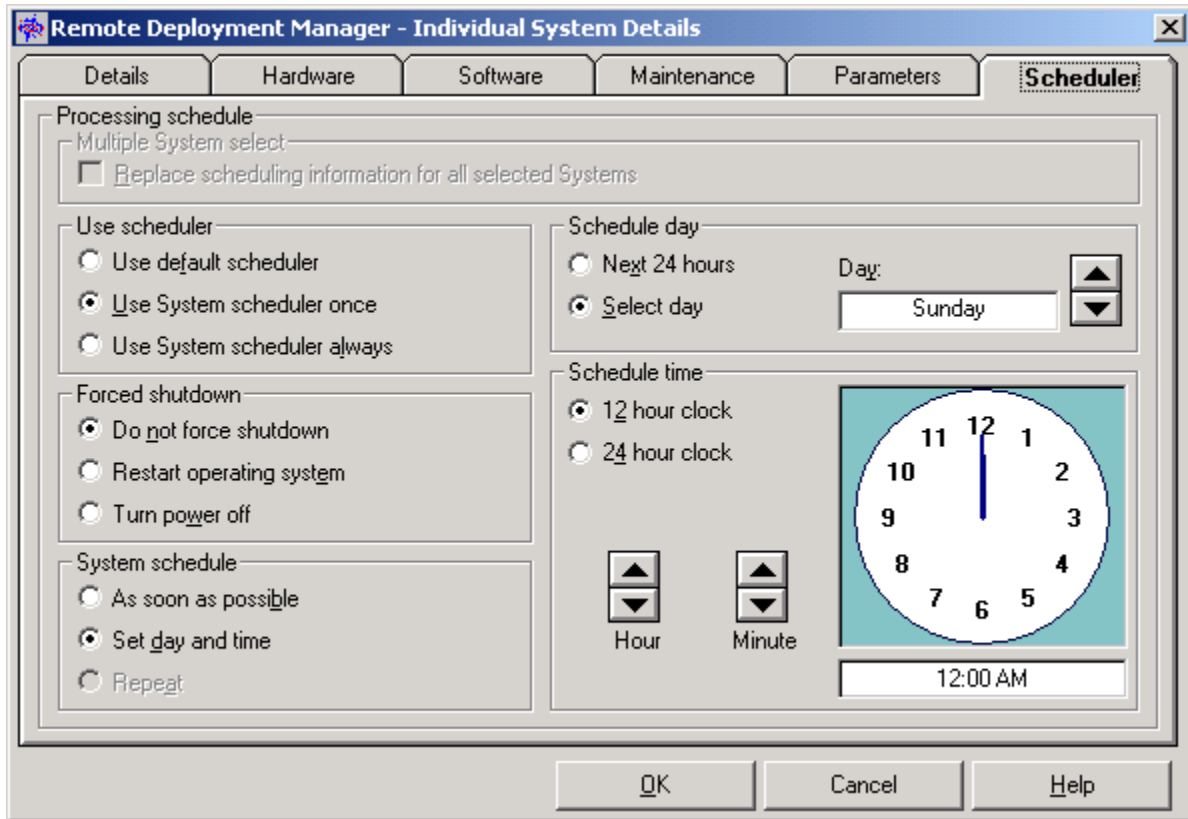 Remote Deployment Manager - Individual System Details
Details Hardware Software Maintenance Parameters Scheduler
Processing schedule
Multiple System select
Replace scheduling information for all selected Systems
Use scheduler
Use default scheduler
Use System scheduler once
Use System scheduler always
Schedule day
Next 24 hours
Select day
Day:
Sunday
Forced shutdown
Do not force shutdown
Restart operating system
Turn power off
System schedule
As soon as possible
Set day and time
Repeat
Schedule time
12 hour clock
24 hour clock
Hour
Minute
12
1
2
3
4
5
6
7
8
9
10
11
12:00 AM
OK Cancel Help